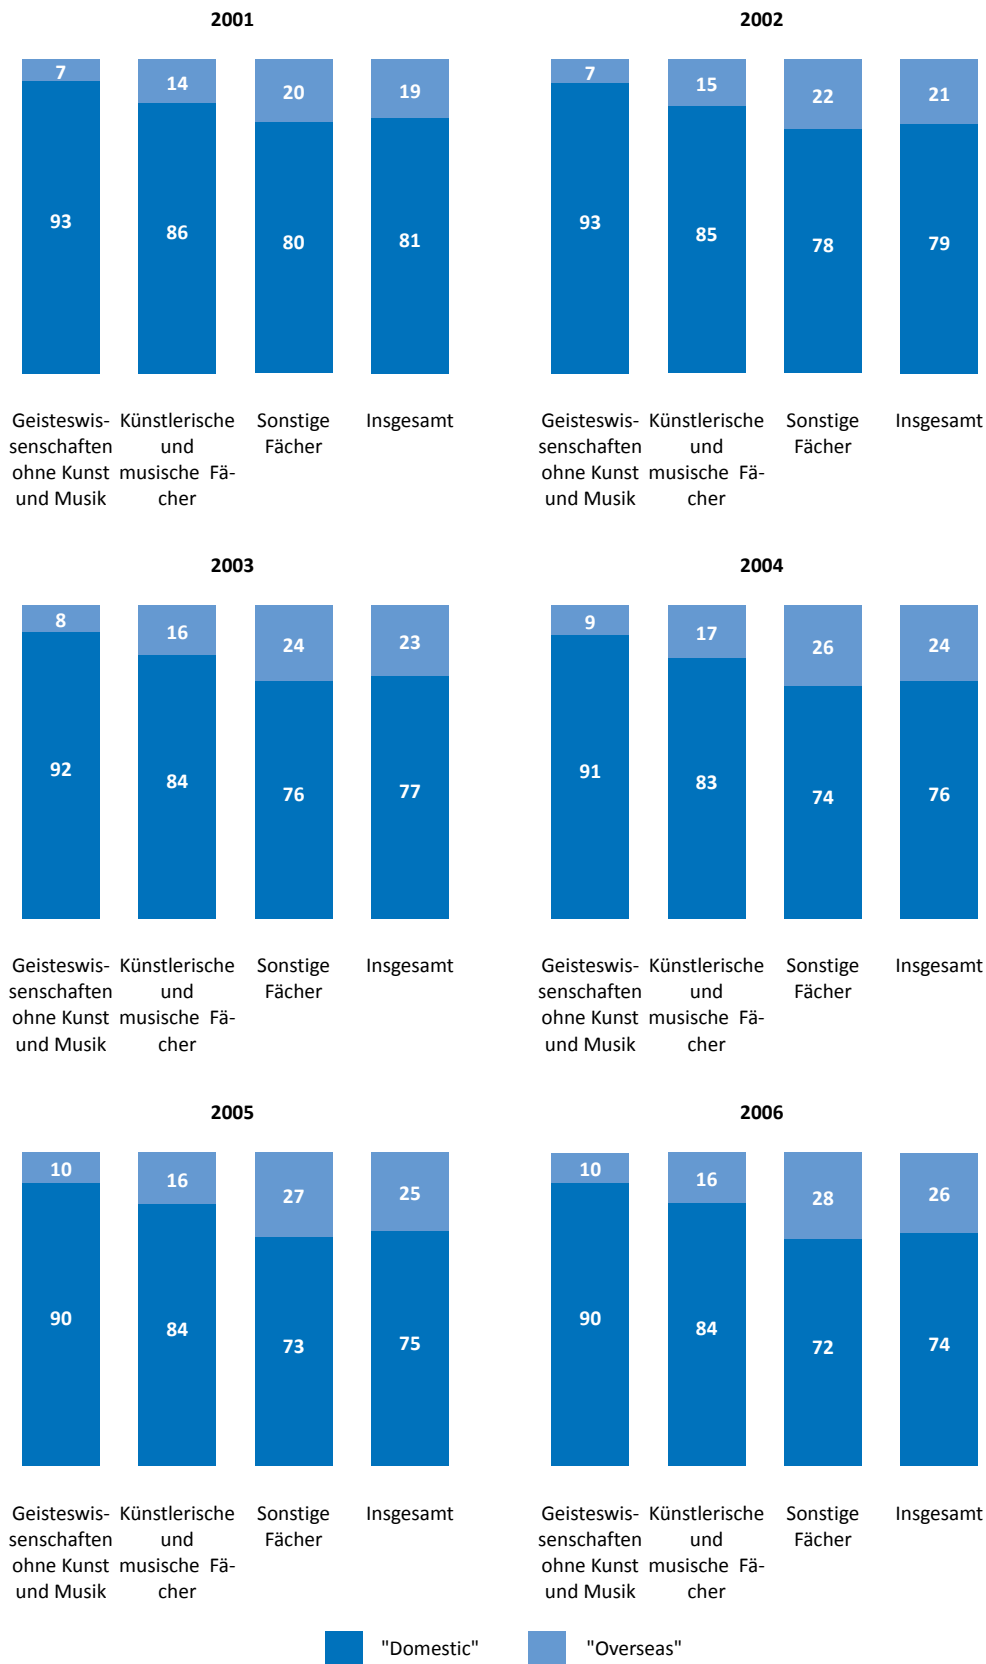 2001
7
14
20
19
93
86
80
81
Geisteswis-
senschaften
ohne Kunst
und Musik
Künstlerische
und
musische Fä-
cher
Sonstige
Fächer
Insgesamt
2002
7
15
22
21
93
85
78
79
Geisteswis-
senschaften
ohne Kunst
und Musik
Künstlerische
und
musische Fä-
cher
Sonstige
Fächer
Insgesamt
2003
8
16
24
23
92
84
76
77
Geisteswis-
senschaften
ohne Kunst
und Musik
Künstlerische
und
musische Fä-
cher
Sonstige
Fächer
Insgesamt
2004
9
17
26
24
91
83
74
76
Geisteswis-
senschaften
ohne Kunst
und Musik
Künstlerische
und
musische Fä-
cher
Sonstige
Fächer
Insgesamt
2005
10
16
27
25
90
84
73
75
Geisteswis-
senschaften
ohne Kunst
und Musik
Künstlerische
und
musische Fä-
cher
Sonstige
Fächer
Insgesamt
2006
10
16
28
26
90
84
72
74
Geisteswis-
senschaften
ohne Kunst
und Musik
Künstlerische
und
musische Fä-
cher
Sonstige
Fächer
Insgesamt
"Domestic"
"Overseas"